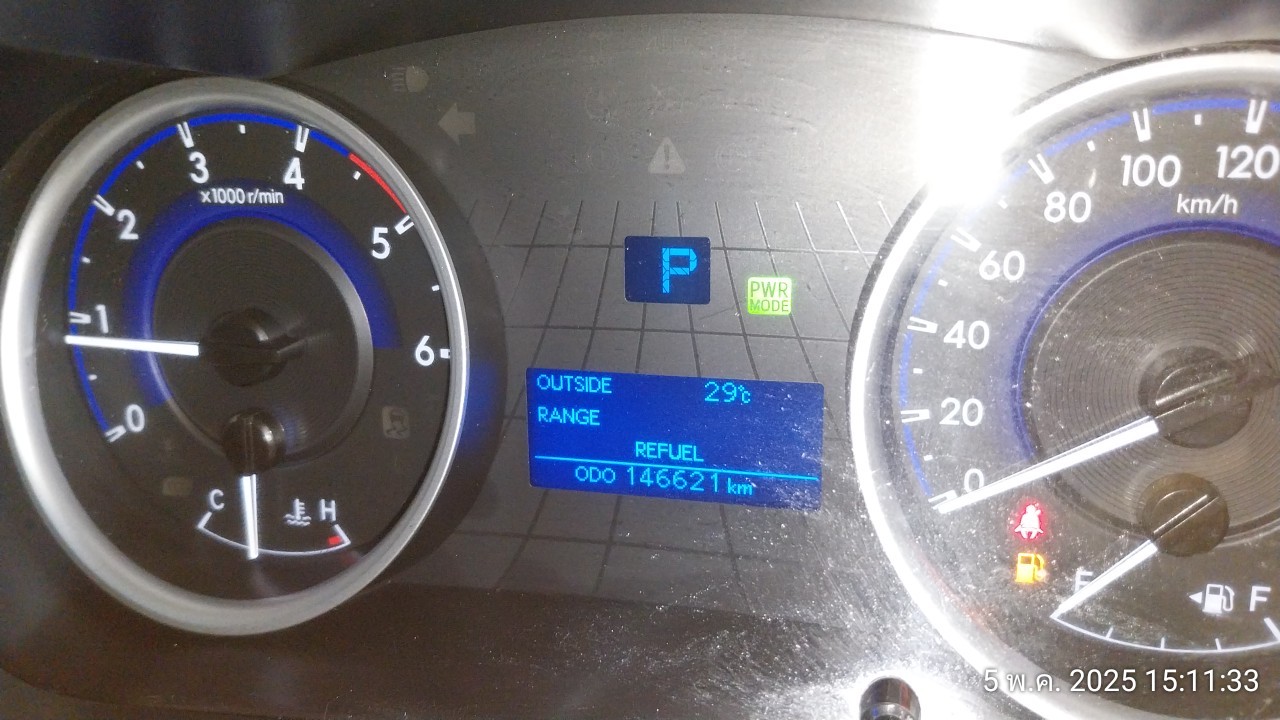 0
1
2
3
4
5
6
x1000 r/min
C
H
P
PWR
MODE
OUTSIDE 29°C
RANGE
REFUEL
ODO 146621 km
0
20
40
60
80
100
120
km/h
E
F
5 พ.ค. 2025 15:11:33